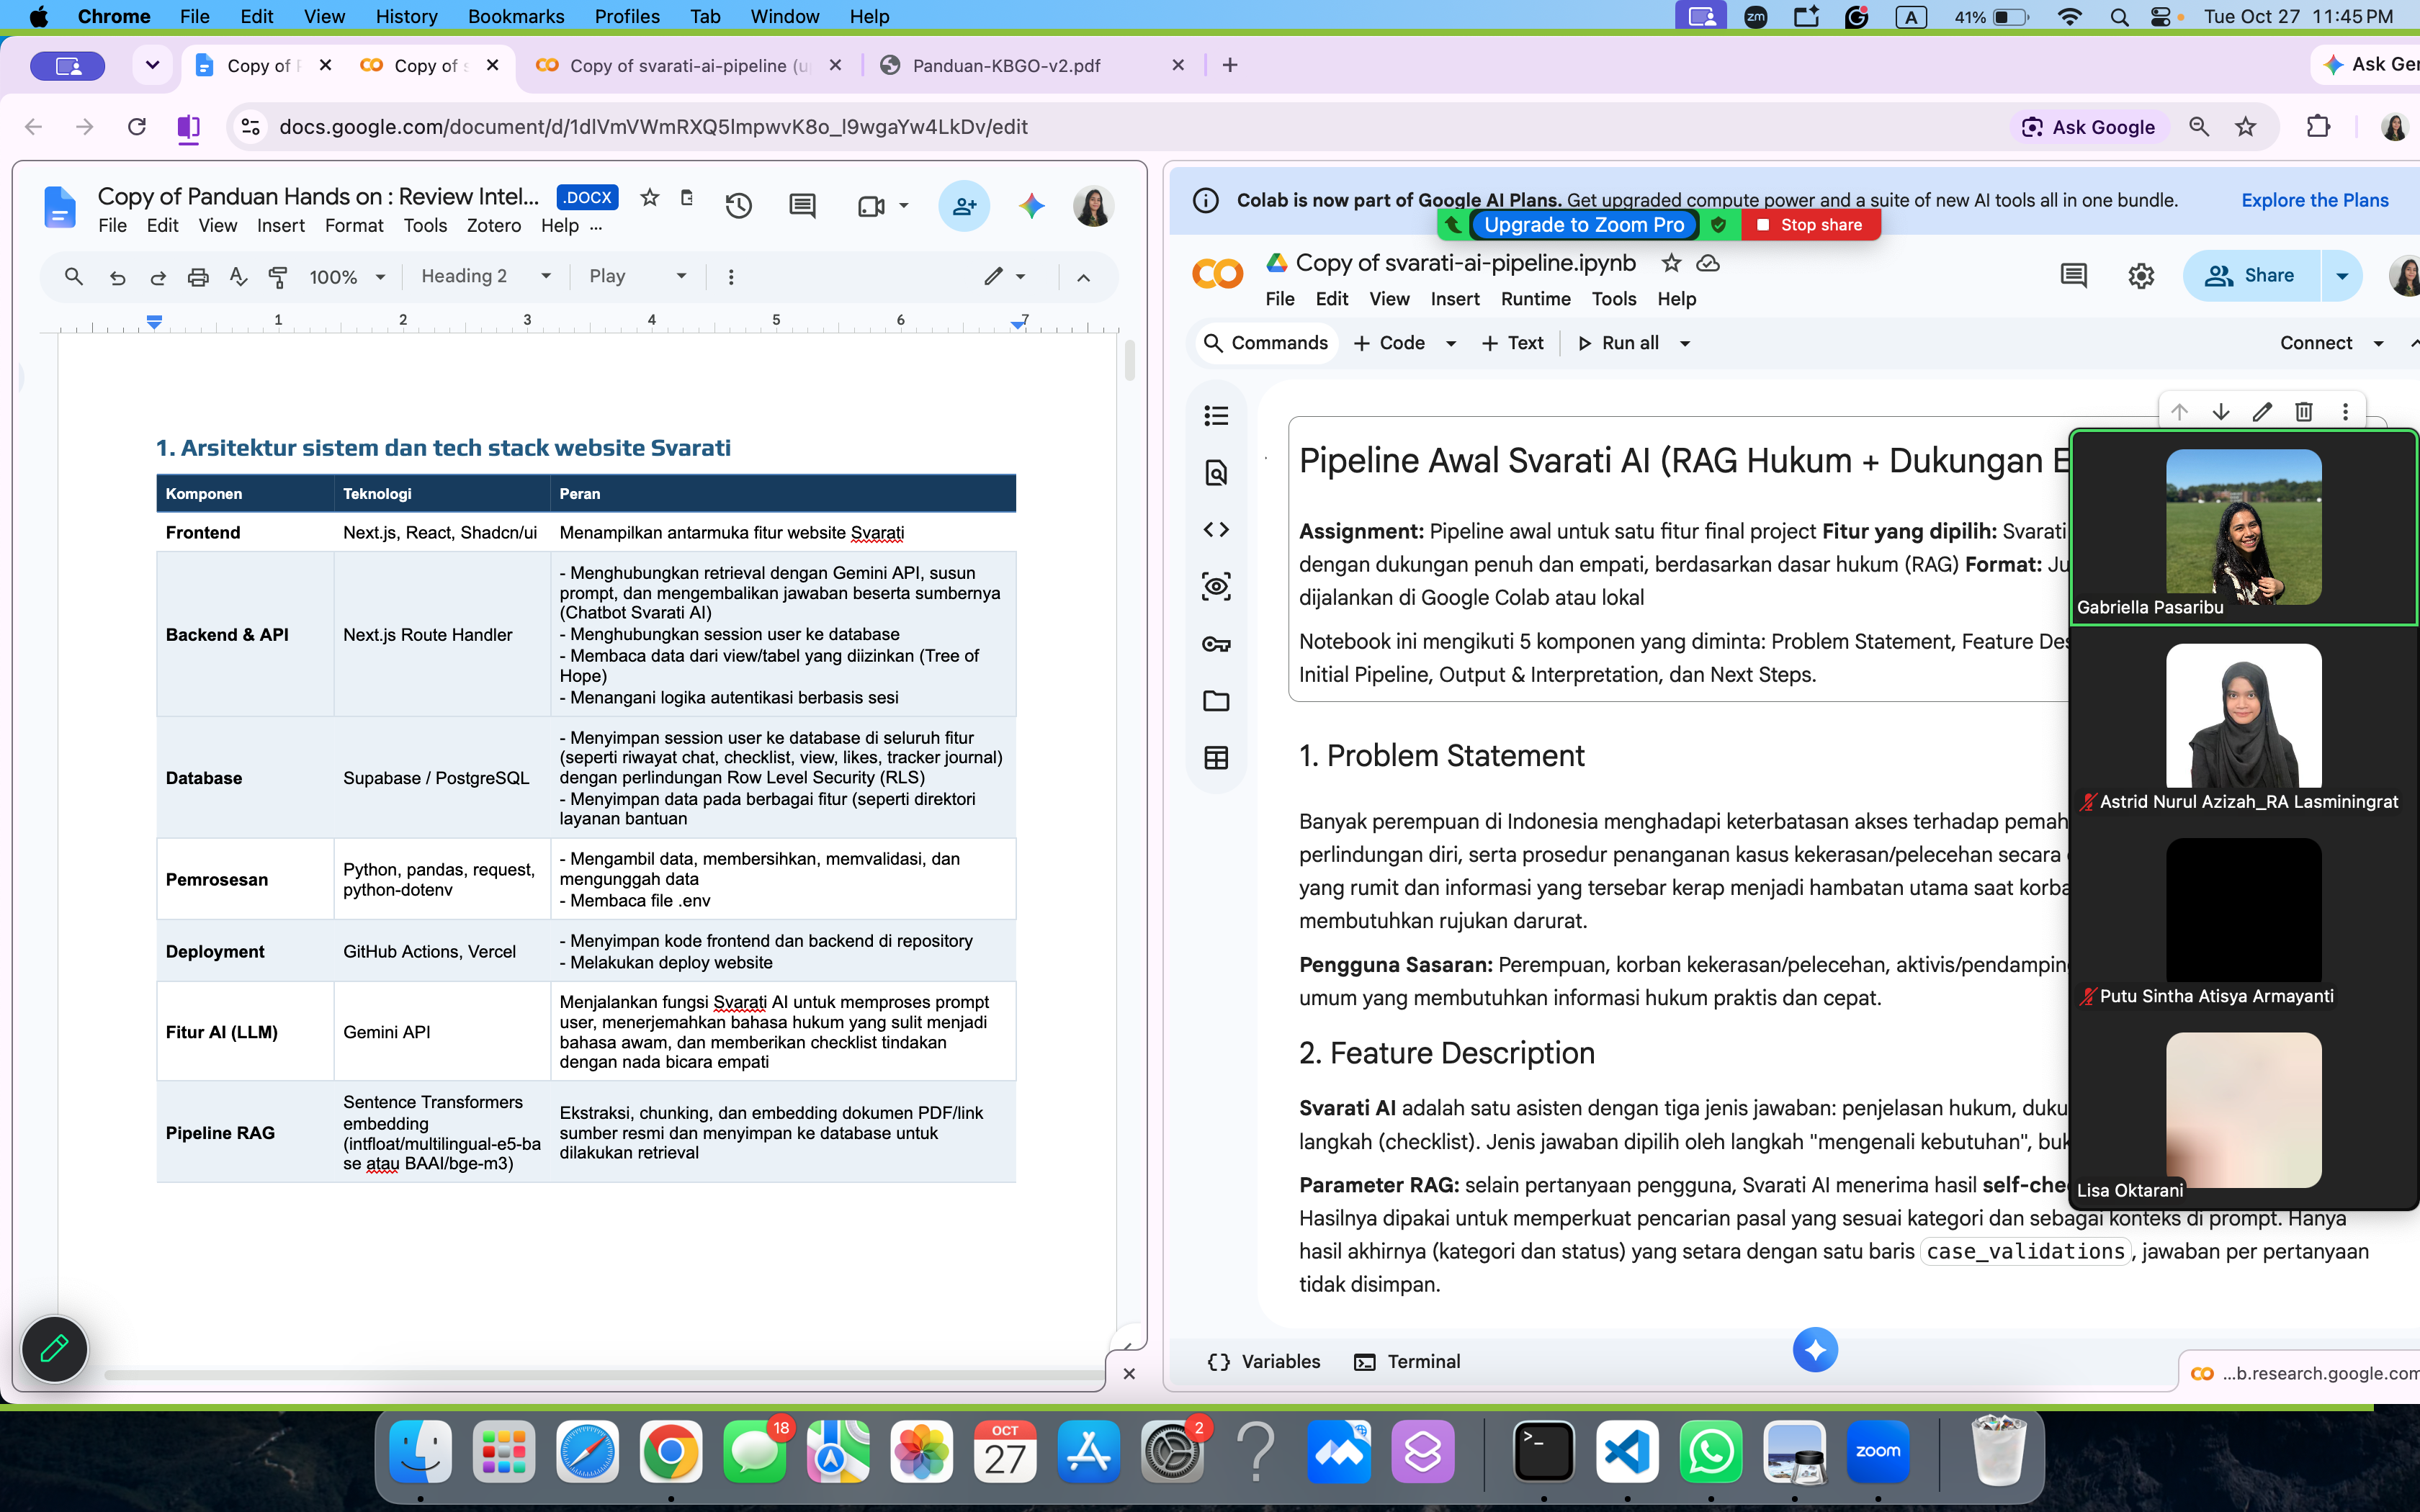 Chrome File Edit View History Bookmarks Profiles Tab Window Help
zm A 41% Tue Oct 27 11:45 PM
Copy of Copy of Copy of svarati-ai-pipeline (u Panduan-KBGO-v2.pdf Ask Ge
docs.google.com/document/d/1dlVmVWmRXQ5lmpwvK8o_l9wgaYw4LkDv/edit
Ask Google
Copy of Panduan Hands on : Review Intel... .DOCX
File Edit View Insert Format Tools Zotero Help ...
100% Heading 2 Play
1 2 3 4 5 6 7
1. Arsitektur sistem dan tech stack website Svarati
Komponen Teknologi Peran
Frontend Next.js, React, Shadcn/ui Menampilkan antarmuka fitur website Svarati
Backend & API Next.js Route Handler
- Menghubungkan retrieval dengan Gemini API, susun
prompt, dan mengembalikan jawaban beserta sumbernya
(Chatbot Svarati AI)
- Menghubungkan session user ke database
- Membaca data dari view/tabel yang diizinkan (Tree of
Hope)
- Menangani logika autentikasi berbasis sesi
Database Supabase / PostgreSQL
- Menyimpan session user ke database di seluruh fitur
(seperti riwayat chat, checklist, view, likes, tracker journal)
dengan perlindungan Row Level Security (RLS)
- Menyimpan data pada berbagai fitur (seperti direktori
layanan bantuan
Pemrosesan
Python, pandas, request,
python-dotenv
- Mengambil data, membersihkan, memvalidasi, dan
mengunggah data
- Membaca file .env
Deployment GitHub Actions, Vercel
- Menyimpan kode frontend dan backend di repository
- Melakukan deploy website
Fitur AI (LLM) Gemini API
Menjalankan fungsi Svarati AI untuk memproses prompt
user, menerjemahkan bahasa hukum yang sulit menjadi
bahasa awam, dan memberikan checklist tindakan
dengan nada bicara empati
Pipeline RAG
Sentence Transformers
embedding
(intfloat/multilingual-e5-ba
se atau BAAI/bge-m3)
Ekstraksi, chunking, dan embedding dokumen PDF/link
sumber resmi dan menyimpan ke database untuk
dilakukan retrieval
Colab is now part of Google AI Plans. Get upgraded compute power and a suite of new AI tools all in one bundle. Explore the Plans
Upgrade to Zoom Pro Stop share
Copy of svarati-ai-pipeline.ipynb
File Edit View Insert Runtime Tools Help
Share
Commands + Code + Text Run all Connect
Pipeline Awal Svarati AI (RAG Hukum + Dukungan E
Assignment: Pipeline awal untuk satu fitur final project Fitur yang dipilih: Svarati
dengan dukungan penuh dan empati, berdasarkan dasar hukum (RAG) Format: Ju
dijalankan di Google Colab atau lokal
Notebook ini mengikuti 5 komponen yang diminta: Problem Statement, Feature Des
Initial Pipeline, Output & Interpretation, dan Next Steps.
1. Problem Statement
Banyak perempuan di Indonesia menghadapi keterbatasan akses terhadap pemah
perlindungan diri, serta prosedur penanganan kasus kekerasan/pelecehan secara
yang rumit dan informasi yang tersebar kerap menjadi hambatan utama saat korba
membutuhkan rujukan darurat.
Pengguna Sasaran: Perempuan, korban kekerasan/pelecehan, aktivis/pendamping
umum yang membutuhkan informasi hukum praktis dan cepat.
2. Feature Description
Svarati AI adalah satu asisten dengan tiga jenis jawaban: penjelasan hukum, duku
langkah (checklist). Jenis jawaban dipilih oleh langkah "mengenali kebutuhan", buk
Parameter RAG: selain pertanyaan pengguna, Svarati AI menerima hasil self-che
Hasilnya dipakai untuk memperkuat pencarian pasal yang sesuai kategori dan sebagai konteks di prompt. Hanya
hasil akhirnya (kategori dan status) yang setara dengan satu baris case_validations, jawaban per pertanyaan
tidak disimpan.
Gabriella Pasaribu
Astrid Nurul Azizah_RA Lasminingrat
Putu Sintha Atisya Armayanti
Lisa Oktarani
Variables Terminal
...b.research.google.com
18
OCT
27
2
zoom